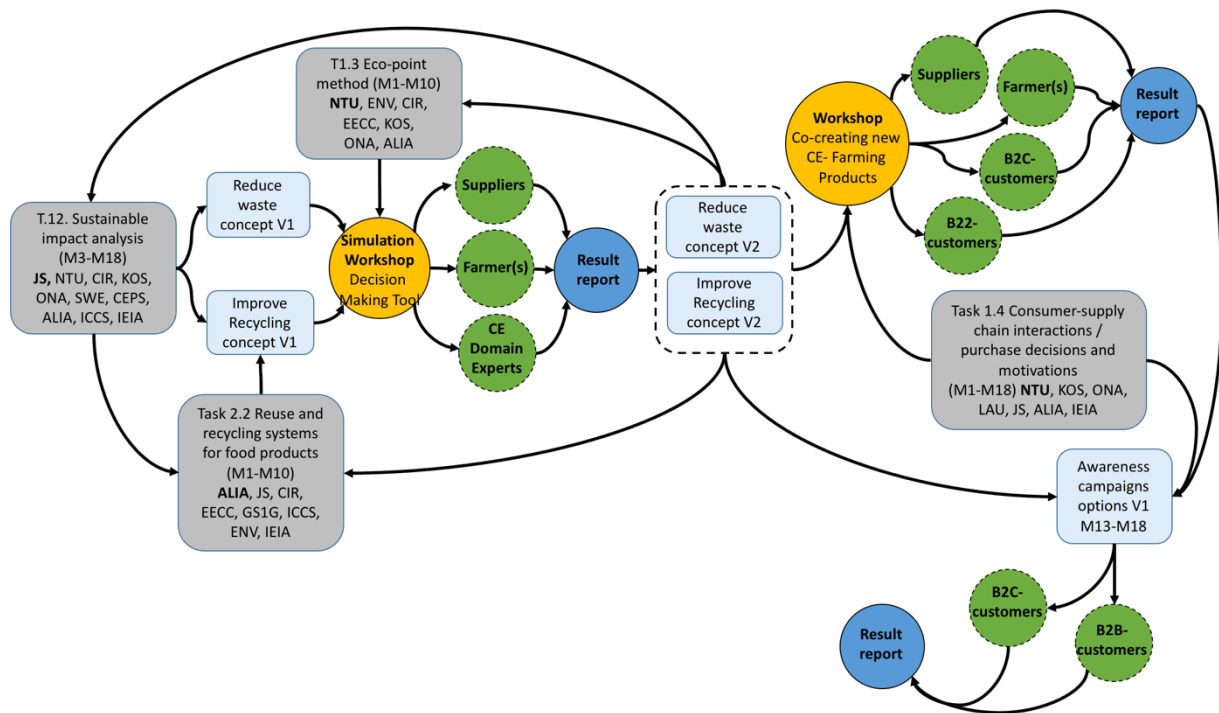 T1.3 Eco-point
method (M1-M10)
NTU, ENV, CIR,
EECC, KOS,
ONA, ALIA
T.12. Sustainable
impact analysis
(M3-M18)
JS, NTU, CIR, KOS,
ONA, SWE, CEPS,
ALIA, ICCS, IEIA
Reduce
waste
concept V1
Improve
Recycling
concept V1
Task 2.2 Reuse and
recycling systems
for food products
(M1-M10)
ALIA, JS, CIR,
EECC, GS1G, ICCS,
ENV, IEIA
Simulation
Workshop
Decision
Making Tool
Suppliers
Farmer(s)
CE
Domain
Experts
Result
report
Reduce
waste
concept V2
Improve
Recycling
concept V2
Workshop
Co-creating new
CE- Farming
Products
Suppliers
Farmer(s)
B2C-
customers
B22-
customers
Result
report
Task 1.4 Consumer-supply
chain interactions /
purchase decisions and
motivations
(M1-M18) NTU, KOS, ONA,
LAU, JS, ALIA, IEIA
Awareness
campaigns
options V1
M13-M18
B2C-
customers
B2B-
customers
Result
report